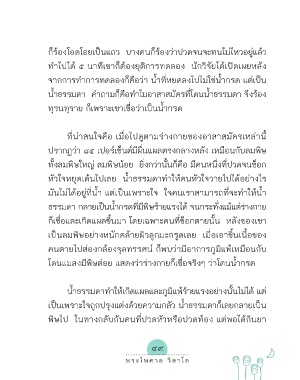 ก็ร้องโอดโอยเป็นแถว บางคนก็ร้องว่าปวดจนจะทนไม่ไหวอยู่แล้ว
ทำไปได้ ๕ นาทีเขาก็ต้องยุติการทดลอง นักวิจัยได้เปิดเผยหลัง
จากการทำการทดลองก็คือว่า น้ำที่หยดลงไปไม่ใช่น้ำกรด แต่เป็น
น้ำธรรมดา คำถามก็คือทำไมอาสาสมัครที่โดนน้ำธรรมดา จึงร้อง
ทุรนทุราย ก็เพราะเขาเชื่อว่าเป็นน้ำกรด
ที่น่าสนใจคือ เมื่อไปดูตามร่างกายของอาสาสมัครเหล่านี้
ปรากฏว่า ๘๕ เปอร์เซ็นต์มีผื่นแผลตรงกลางหลัง เหมือนกับลมพิษ
ทั้งลมพิษใหญ่ ลมพิษน้อย ยิ่งกว่านั้นก็คือ มีคนหนึ่งที่ปวดจนช็อก
หัวใจหยุดเต้นไปเลย น้ำธรรมดาทำให้คนหัวใจวายไปได้อย่างไร
มันไม่ได้อยู่ที่น้ำ แต่เป็นเพราะใจ ใจคนเราสามารถที่จะทำให้น้ำ
ธรรมดา กลายเป็นน้ำกรดที่มีพิษร้ายแรงได้ จนกระทั่งแม้แต่ร่างกาย
ก็เชื่อและเกิดแผลขึ้นมา โดยเฉพาะคนที่ช็อกตายนั้น หลังของเขา
เป็นลมพิษอย่างหนักคล้ายผิวลูกมะกรูดเลย เมื่อเอาชิ้นเนื้อของ
คนตายไปส่องกล้องจุลทรรศน์ ก็พบว่ามีอาการภูมิแพ้เหมือนกับ
โดนแมลงมีพิษต่อย แสดงว่าร่างกายก็เชื่อจริงๆ ว่าโดนน้ำกรด
น้ำธรรมดาทำให้เกิดแผลและภูมิแพ้ร้ายแรงอย่างนั้นไม่ได้ แต่
เป็นเพราะใจถูกปรุงแต่งด้วยความกลัว น้ำธรรมดาก็เลยกลายเป็น
พิษไป ในทางกลับกันคนที่ปวดหัวหรือปวดท้อง แต่พอได้กินยา
๔๙
พระไพศาล วิสาโล